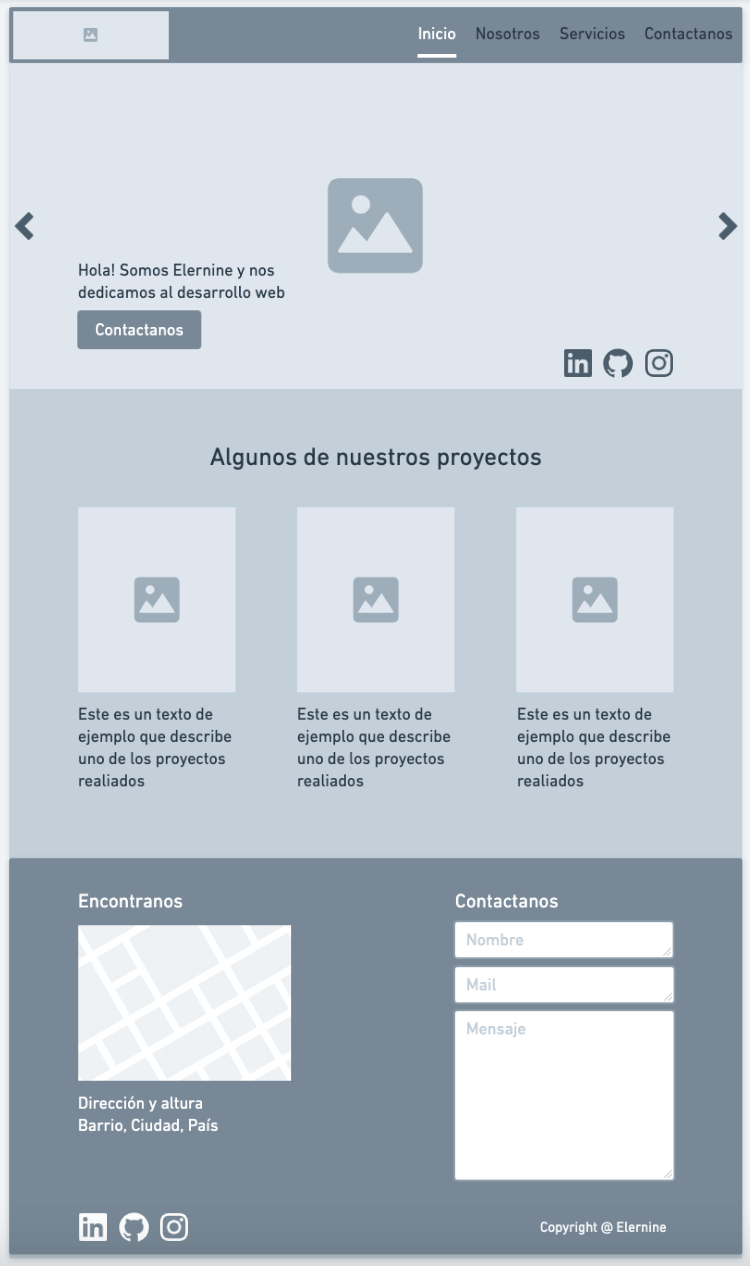 Inicio Nosotros Servicios Contactanos
Hola! Somos Elernine y nos
dedicamos al desarrollo web
Contactanos
Algunos de nuestros proyectos
Este es un texto de
ejemplo que describe
uno de los proyectos
realiados
Este es un texto de
ejemplo que describe
uno de los proyectos
realiados
Este es un texto de
ejemplo que describe
uno de los proyectos
realiados
Encontranos
Dirección y altura
Barrio, Ciudad, País
Contactanos
Nombre
Mail
Mensaje
Copyright @ Elernine